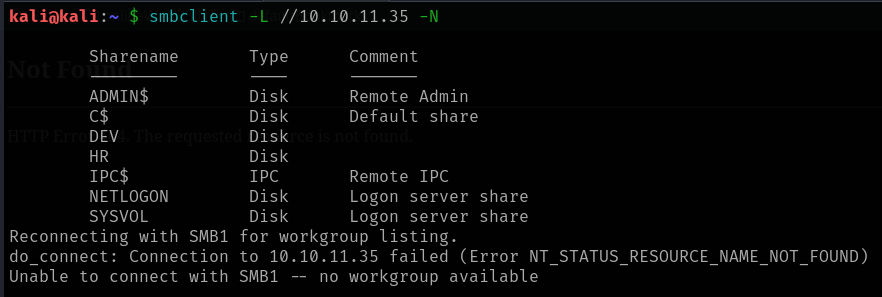 kali@kali:~ $ smbclient -L //10.10.11.35 -N
Sharename Type Comment
--------- ---- -------
ADMIN$ Disk Remote Admin
C$ Disk Default share
DEV Disk
HR Disk
IPC$ IPC Remote IPC
NETLOGON Disk Logon server share
SYSVOL Disk Logon server share
Reconnecting with SMB1 for workgroup listing.
do_connect: Connection to 10.10.11.35 failed (Error NT_STATUS_RESOURCE_NAME_NOT_FOUND)
Unable to connect with SMB1 -- no workgroup available
Not Found
HTTP Error The requested rce is not found.